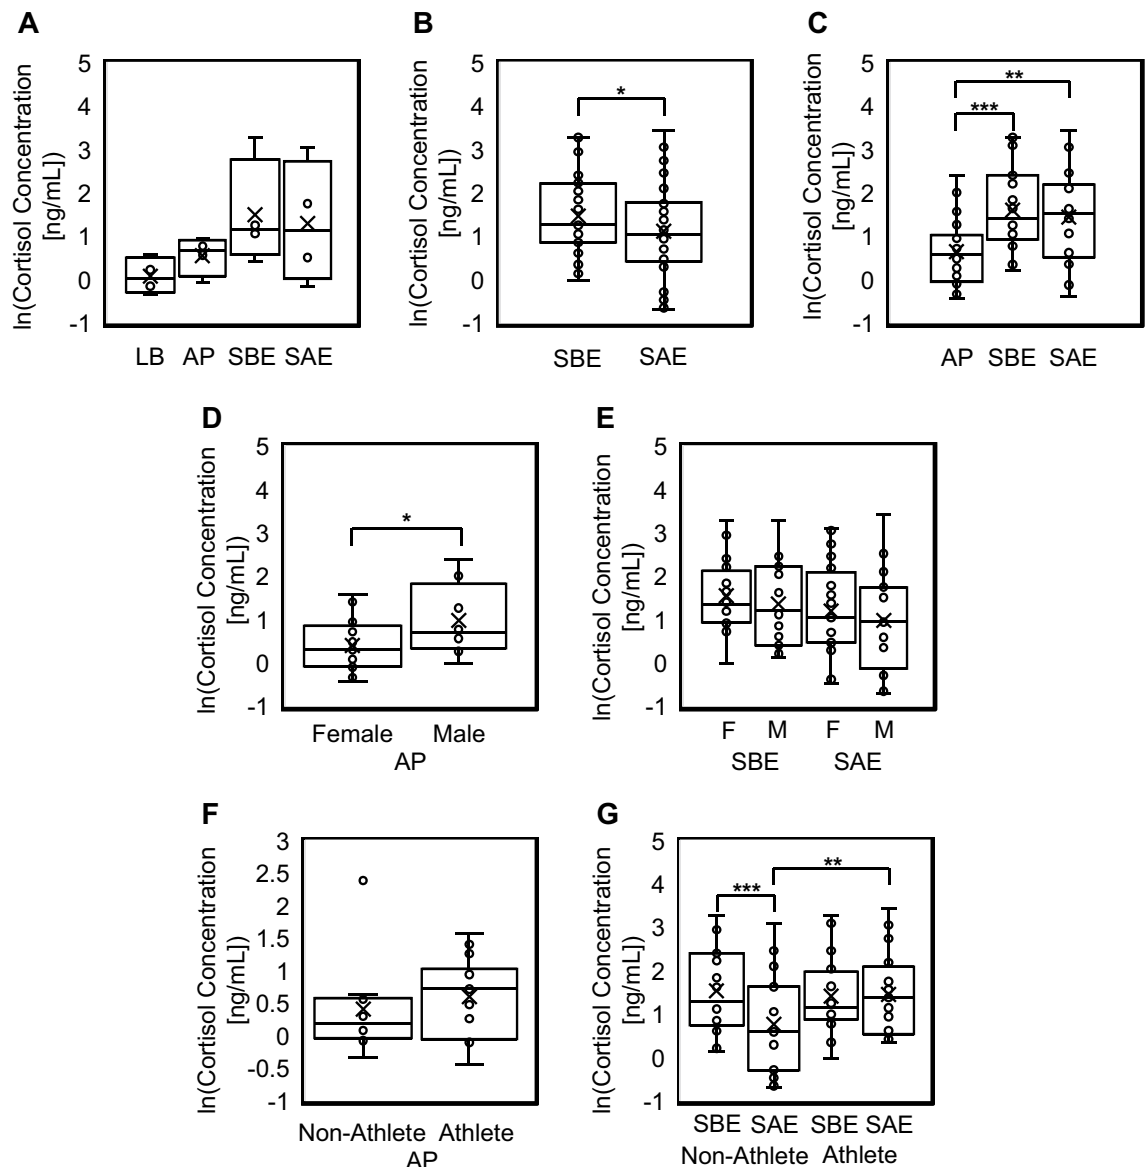 A
B
C
ln(Cortisol Concentration
[ng/mL])
5
4
3
2
1
0
-1
LB AP SBE SAE
ln(Cortisol Concentration
[ng/mL])
5
4
3
2
1
0
-1
*
SBE SAE
ln(Cortisol Concentration
[ng/mL])
5
4
3
2
1
0
-1
**
***
AP SBE SAE
D
E
ln(Cortisol Concentration
[ng/mL])
5
4
3
2
1
0
-1
*
Female Male
AP
ln(Cortisol Concentration
[ng/mL])
5
4
3
2
1
0
-1
F M F M
SBE SAE
F
G
ln(Cortisol Concentration
[ng/mL])
3
2.5
2
1.5
1
0.5
0
-0.5
-1
Non-Athlete Athlete
AP
ln(Cortisol Concentration
[ng/mL])
5
4
3
2
1
0
-1
**
***
SBE SAE SBE SAE
Non-Athlete Athlete